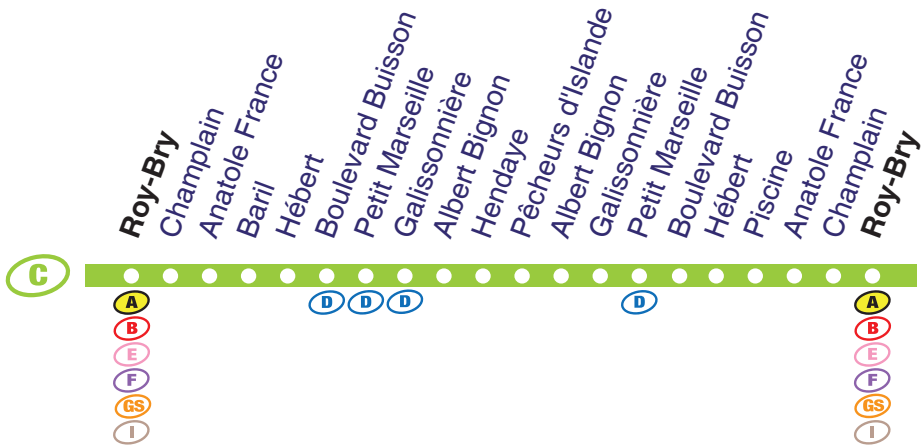 Roy-Bry
Champlain
Anatole France
Baril
Hébert
Boulevard Buisson
Petit Marseille
Galissonnière
Albert Bignon
Hendaye
Pêcheurs d'Islande
Albert Bignon
Galissonnière
Petit Marseille
Boulevard Buisson
Hébert
Piscine
Anatole France
Champlain
Roy-Bry
C
A D D D D A
B B
E E
F F
GS GS
I I